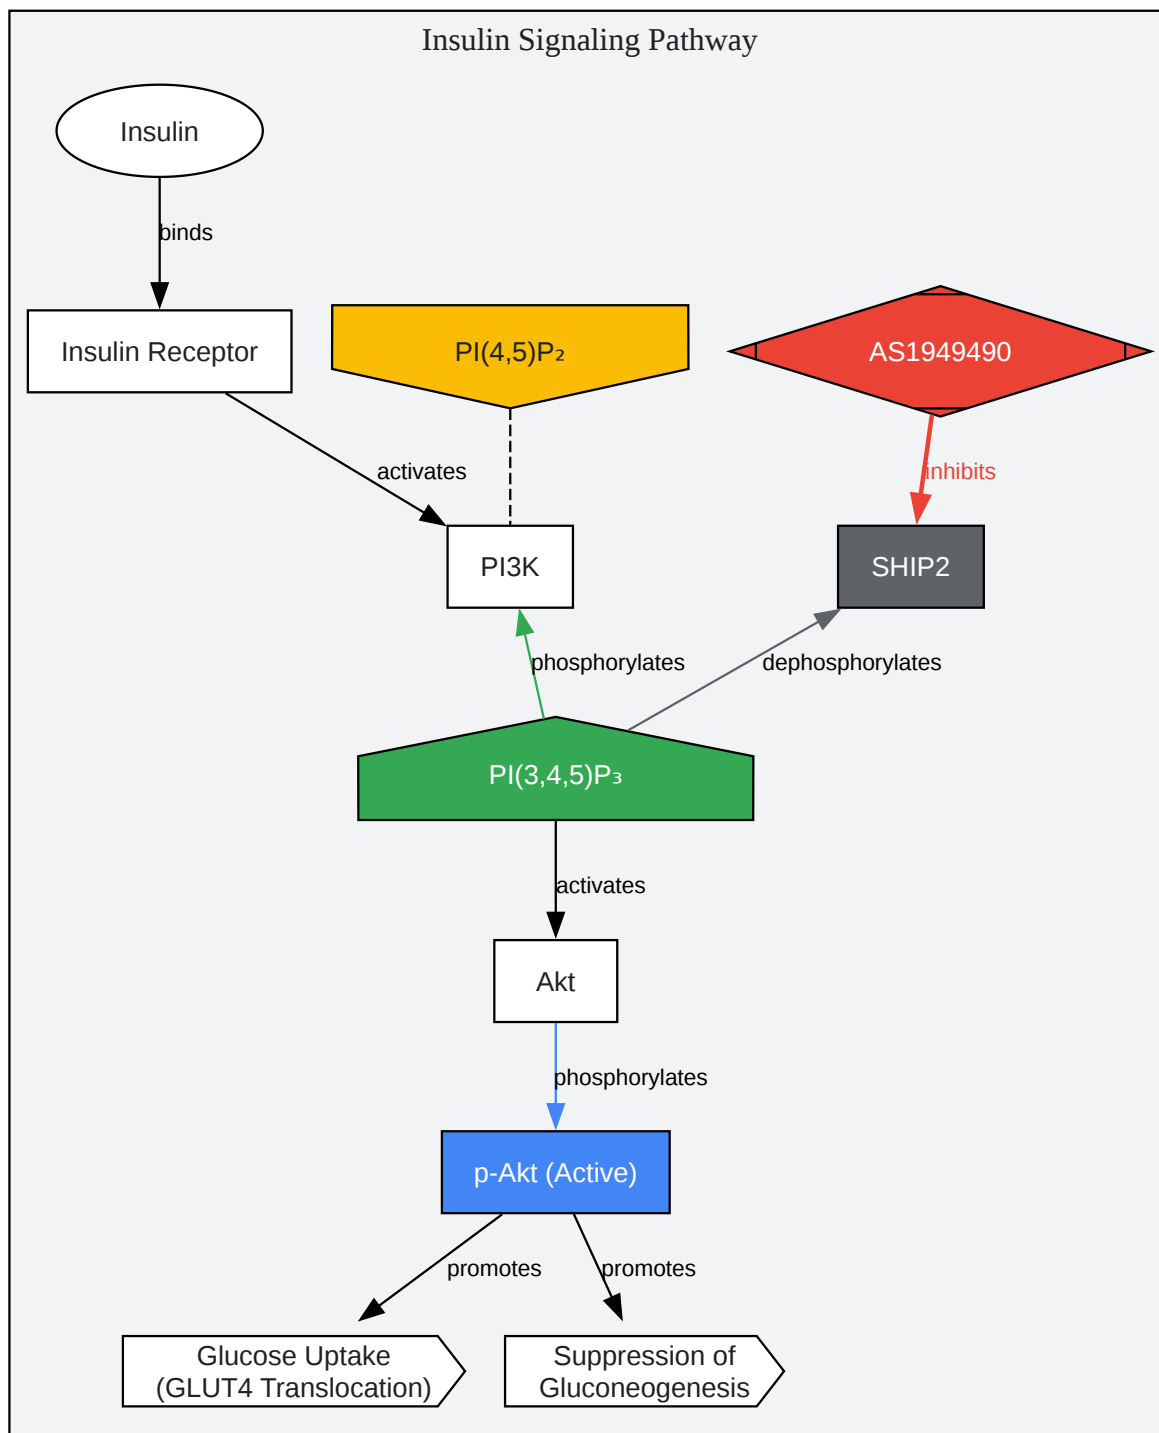 Insulin Signaling Pathway
Insulin
binds
Insulin Receptor
PI(4,5)P₂
AS1949490
activates
inhibits
PI3K
SHIP2
phosphorylates
dephosphorylates
PI(3,4,5)P₃
activates
Akt
phosphorylates
p-Akt (Active)
promotes
promotes
Glucose Uptake
(GLUT4 Translocation)
Suppression of
Gluconeogenesis